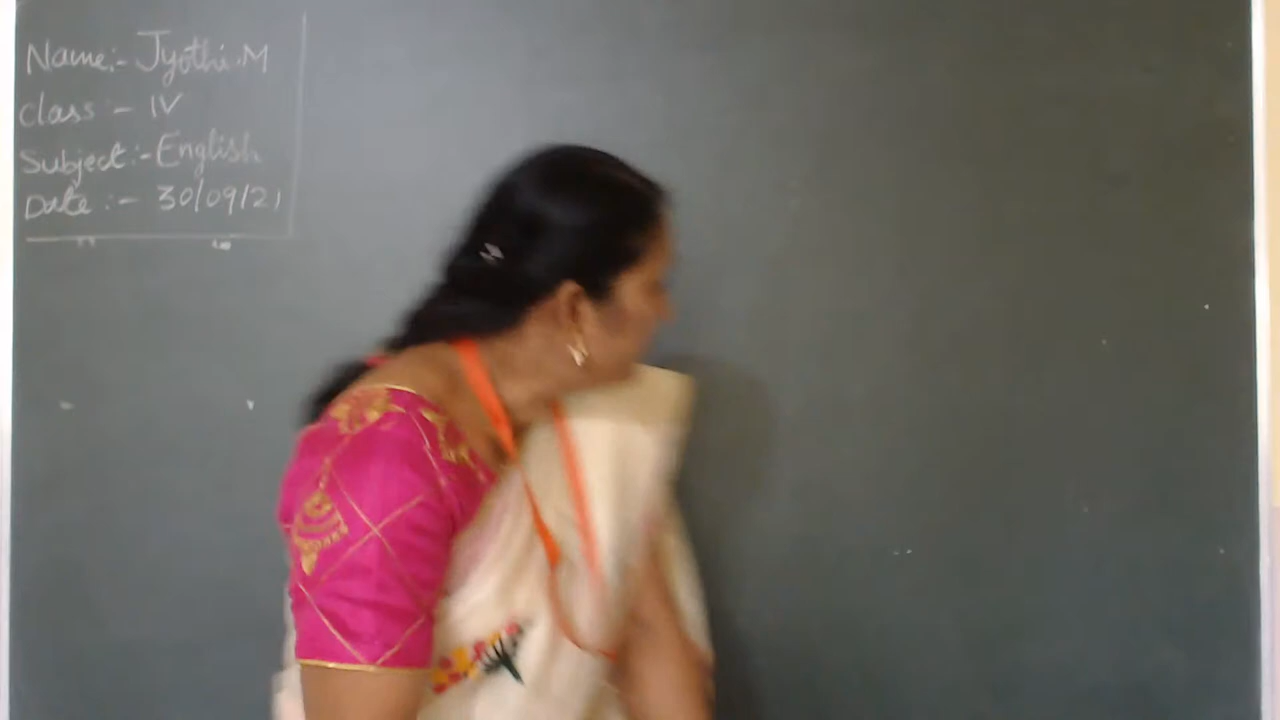 Name:- Jyothi.M
Class :- IV
Subject:- English
Date :- 30/09/21